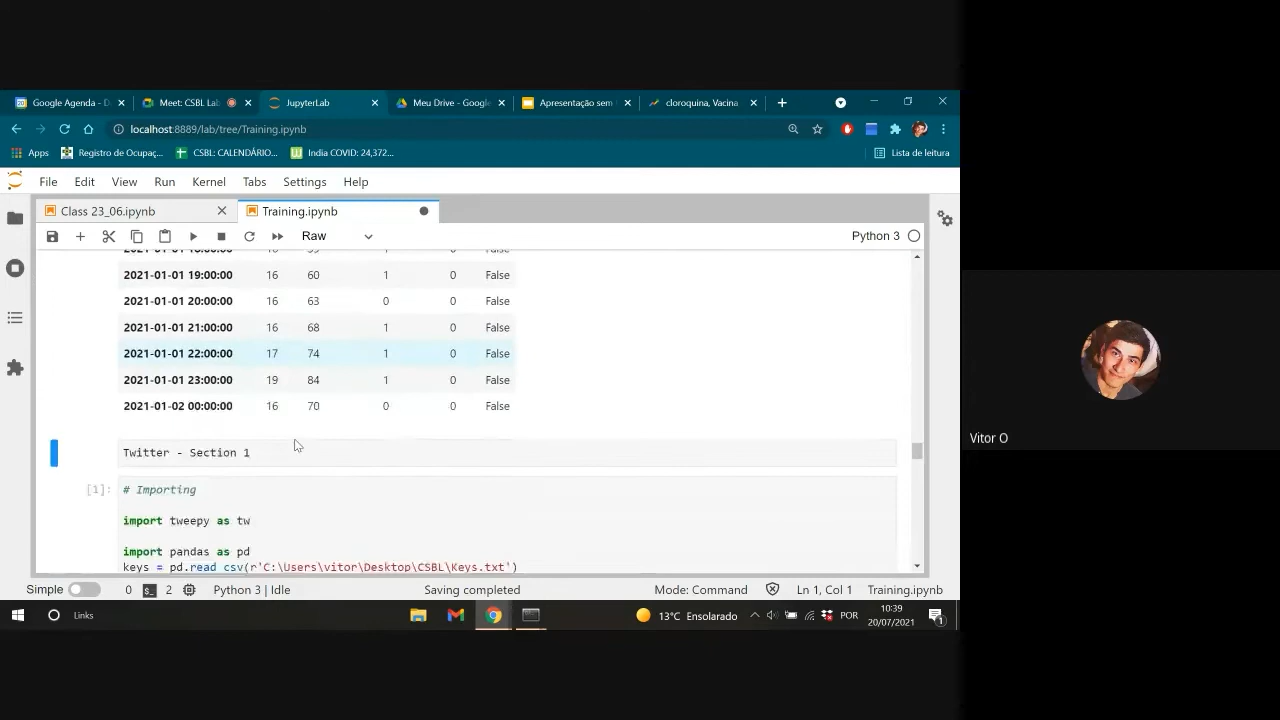 Google Agenda - D
Meet: CSBL Lab
JupyterLab
Meu Drive - Google
Apresentação sem
cloroquina, Vacina
localhost:8889/lab/tree/Training.ipynb
Apps
Registro de Ocupaç...
CSBL: CALENDÁRIO...
India COVID: 24,372...
Lista de leitura
File Edit View Run Kernel Tabs Settings Help
Class 23_06.ipynb
Training.ipynb
Raw
Python 3
2021-01-01 19:00:00 16 60 1 0 False
2021-01-01 20:00:00 16 63 0 0 False
2021-01-01 21:00:00 16 68 1 0 False
2021-01-01 22:00:00 17 74 1 0 False
2021-01-01 23:00:00 19 84 1 0 False
2021-01-02 00:00:00 16 70 0 0 False
Twitter - Section 1
[1]: # Importing
import tweepy as tw
import pandas as pd
keys = pd.read_csv(r'C:\Users\vitor\Desktop\CSBL\Keys.txt')
Vitor O
Simple 0 2 Python 3 | Idle Saving completed Mode: Command Ln 1, Col 1 Training.ipynb
Links
13°C Ensolarado
POR
10:39
20/07/2021
1